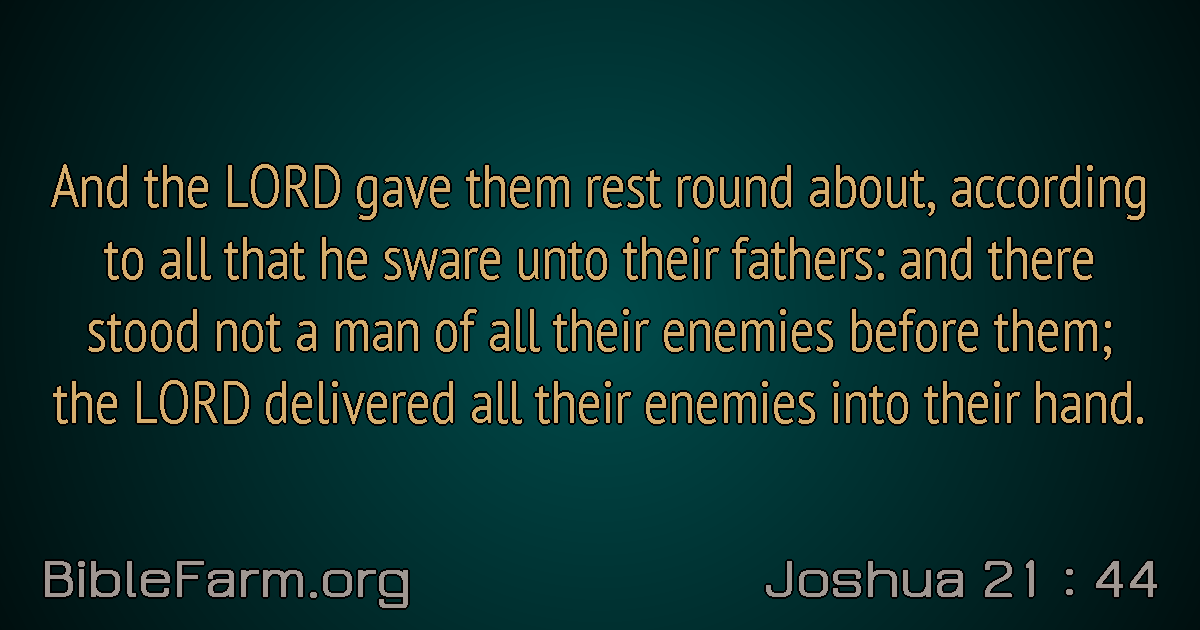 And the LORD gave them rest round about, according
to all that he sware unto their fathers: and there
stood not a man of all their enemies before them;
the LORD delivered all their enemies into their hand.
BibleFarm.org
Joshua 21 : 44